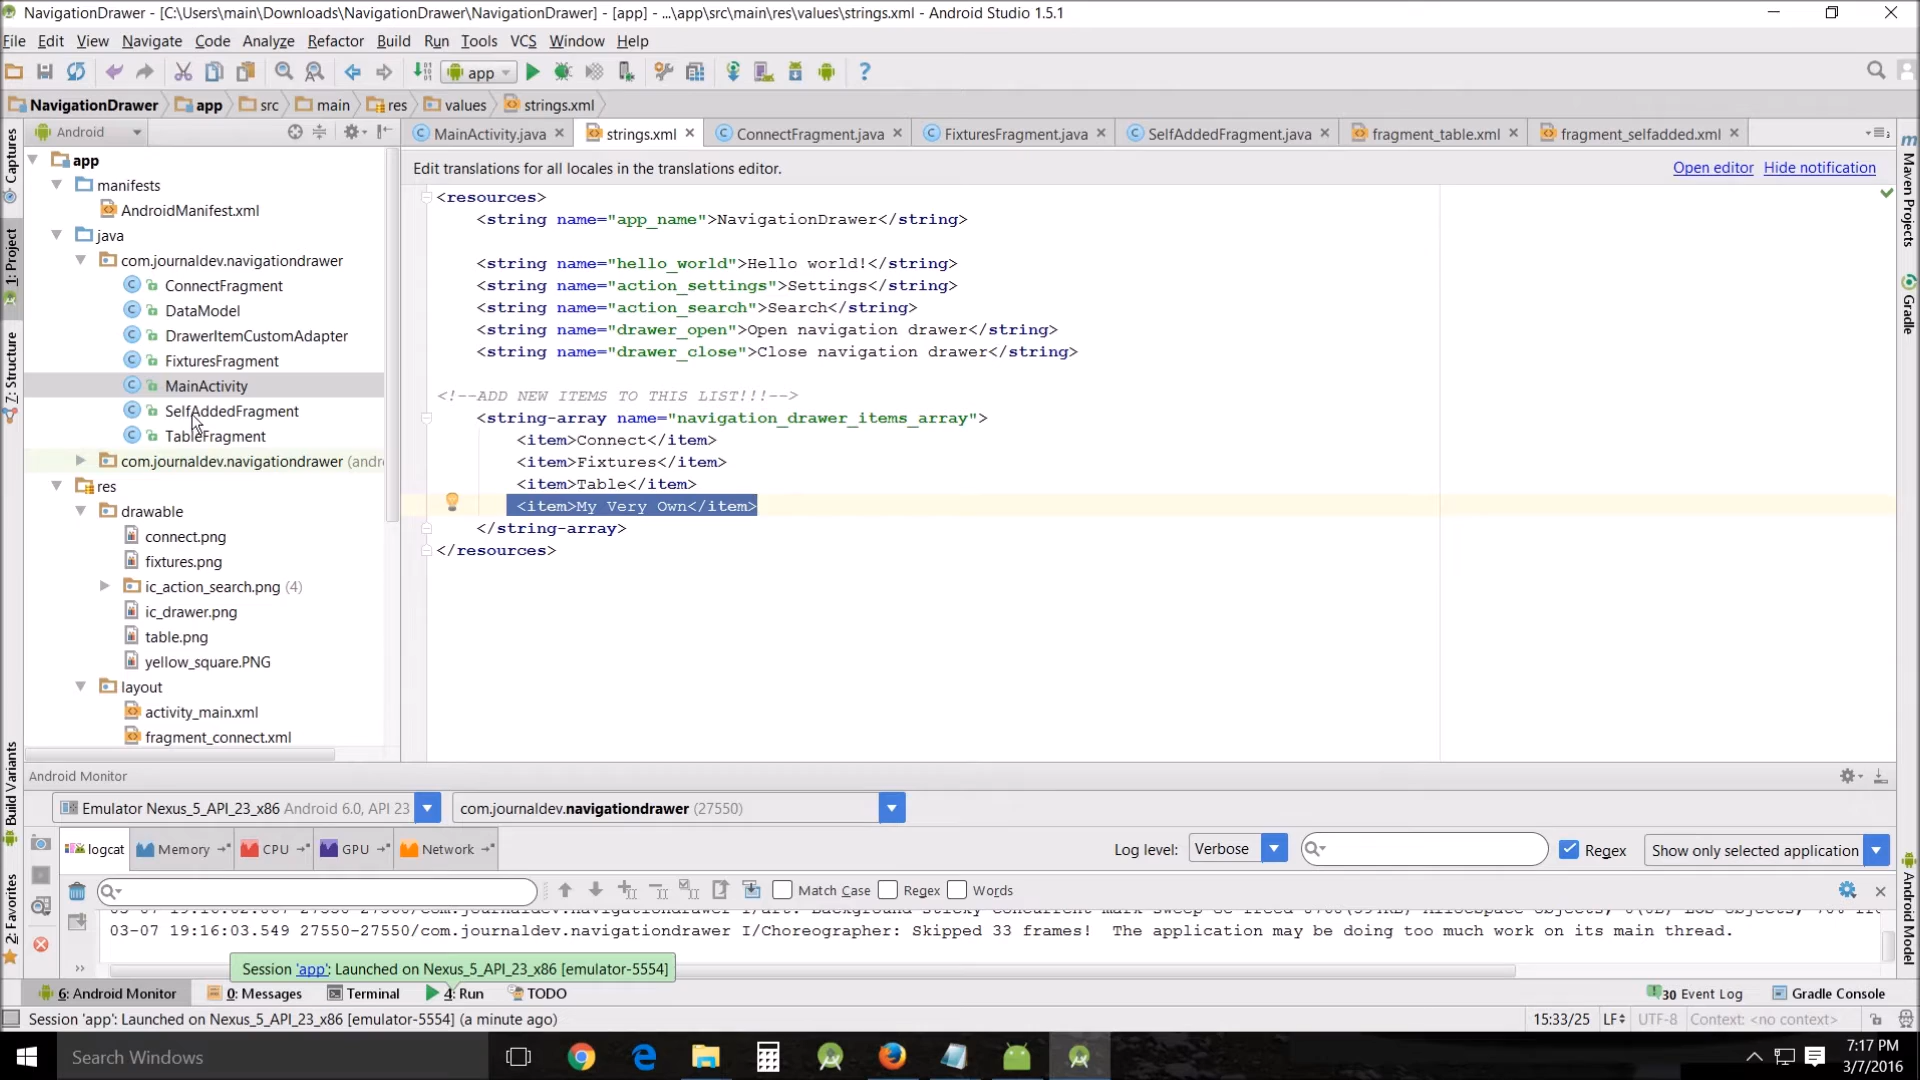 NavigationDrawer - [C:\Users\main\Downloads\NavigationDrawer\NavigationDrawer] - [app] - ...\app\src\main\res\values\strings.xml - Android Studio 1.5.1
File Edit View Navigate Code Analyze Refactor Build Run Tools VCS Window Help
app
NavigationDrawer app src main res values strings.xml
Android
MainActivity.java strings.xml ConnectFragment.java FixturesFragment.java SelfAddedFragment.java fragment_table.xml fragment_selfadded.xml
Edit translations for all locales in the translations editor. Open editor Hide notification
Captures
1: Project
7: Structure
Build Variants
2: Favorites
app
manifests
AndroidManifest.xml
java
com.journaldev.navigationdrawer
ConnectFragment
DataModel
DrawerItemCustomAdapter
FixturesFragment
MainActivity
SelfAddedFragment
TableFragment
com.journaldev.navigationdrawer (andr
res
drawable
connect.png
fixtures.png
ic_action_search.png (4)
ic_drawer.png
table.png
yellow_square.PNG
layout
activity_main.xml
fragment_connect.xml
<resources>
<string name="app_name">NavigationDrawer</string>
<string name="hello_world">Hello world!</string>
<string name="action_settings">Settings</string>
<string name="action_search">Search</string>
<string name="drawer_open">Open navigation drawer</string>
<string name="drawer_close">Close navigation drawer</string>
<!--ADD NEW ITEMS TO THIS LIST!!!-->
<string-array name="navigation_drawer_items_array">
<item>Connect</item>
<item>Fixtures</item>
<item>Table</item>
<item>My Very Own</item>
</string-array>
</resources>
m Maven Projects
Gradle
Android Model
Android Monitor
Emulator Nexus_5_API_23_x86 Android 6.0, API 23 com.journaldev.navigationdrawer (27550)
logcat Memory CPU GPU Network Log level: Verbose Regex Show only selected application
Match Case Regex Words
03-07 19:16:03.549 27550-27550/com.journaldev.navigationdrawer I/Choreographer: Skipped 33 frames! The application may be doing too much work on its main thread.
Session 'app': Launched on Nexus_5_API_23_x86 [emulator-5554]
6: Android Monitor 0: Messages Terminal 4: Run TODO 30 Event Log Gradle Console
Session 'app': Launched on Nexus_5_API_23_x86 [emulator-5554] (a minute ago) 15:33/25 LF UTF-8 Context: <no context>
Search Windows
7:17 PM
3/7/2016